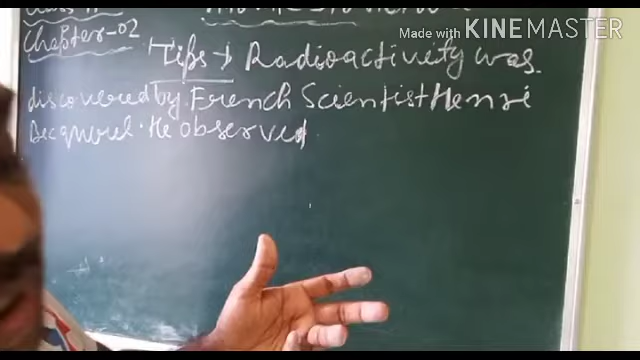 Made with KINEMASTER
Chapter-02
Tips → Radioactivity was
discovered by French Scientist Henri
Becquerel. He observed